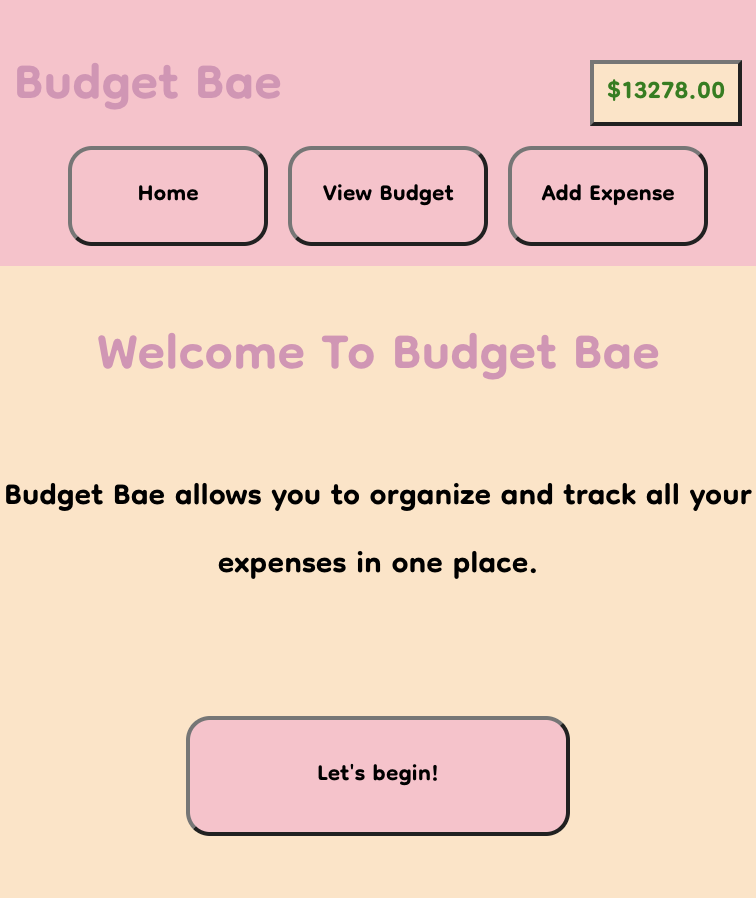 Budget Bae
$13278.00
Home
View Budget
Add Expense
Welcome To Budget Bae
Budget Bae allows you to organize and track all your
expenses in one place.
Let's begin!